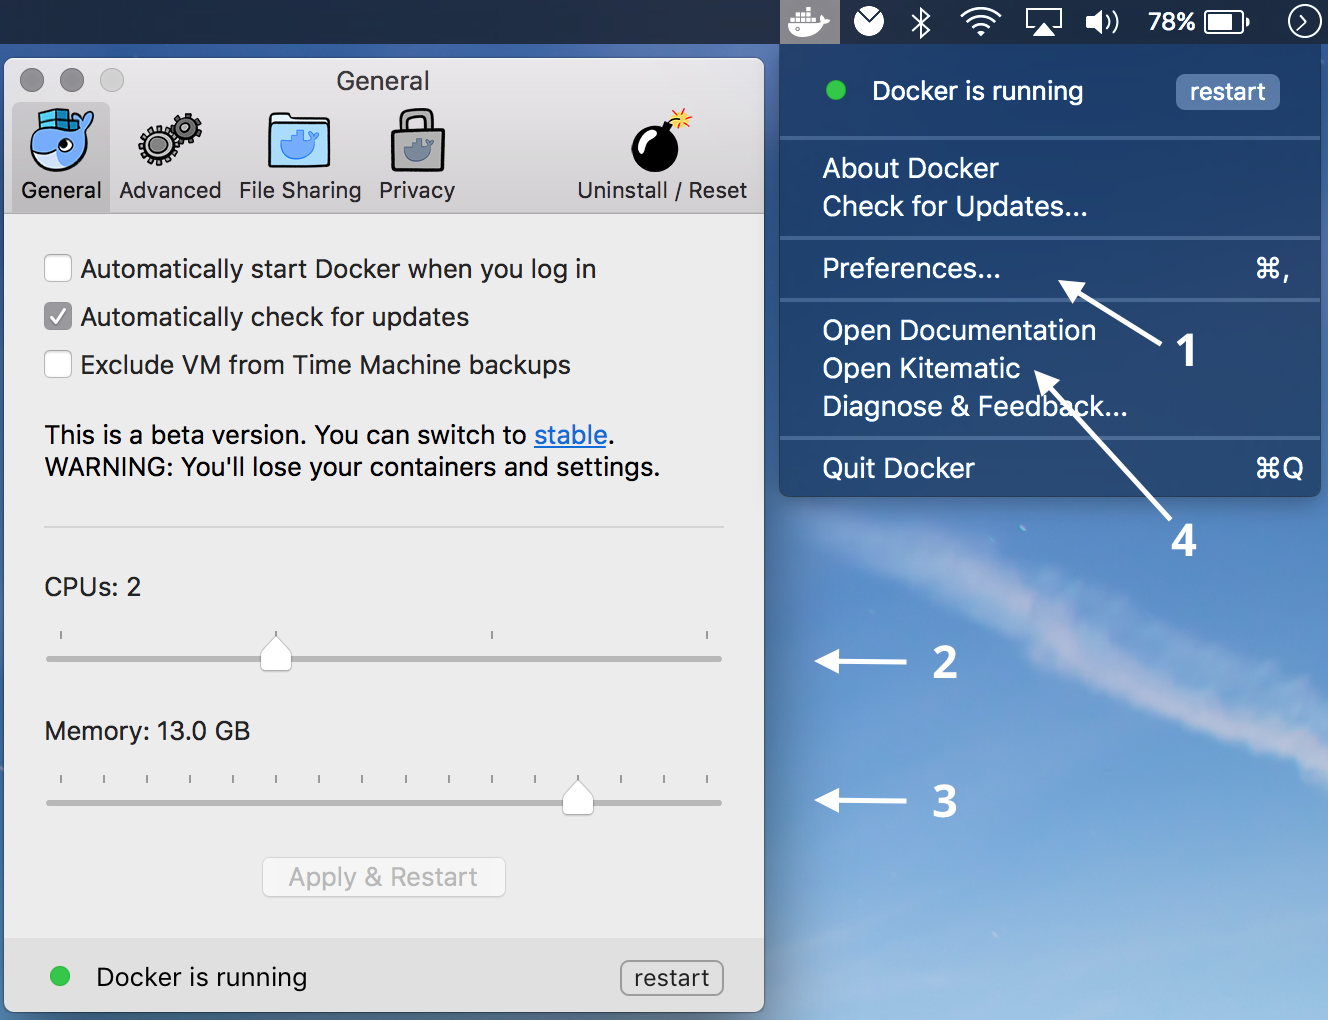 78%
General
General
Advanced
File Sharing
Privacy
Uninstall / Reset
Automatically start Docker when you log in
Automatically check for updates
Exclude VM from Time Machine backups
This is a beta version. You can switch to stable.
WARNING: You'll lose your containers and settings.
CPUs: 2
Memory: 13.0 GB
Apply & Restart
Docker is running
restart
Docker is running
restart
About Docker
Check for Updates...
Preferences... ⌘,
1
Open Documentation
Open Kitematic
Diagnose & Feedback...
Quit Docker ⌘Q
4
2
3